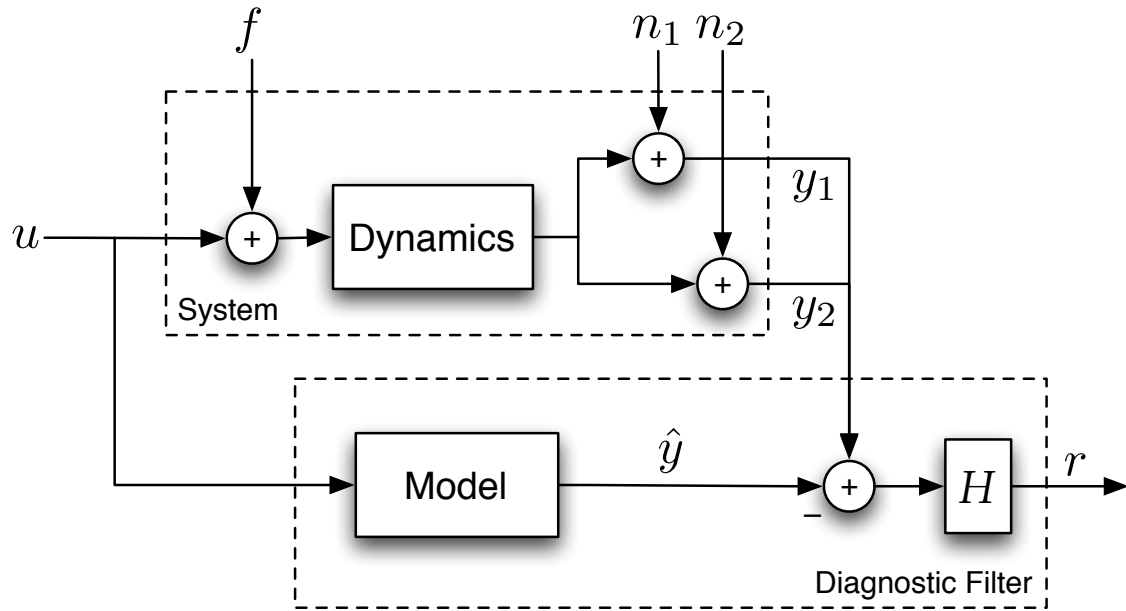 f
n₁ n₂
+
y₁
u
+
Dynamics
+
System
y₂
Model
ŷ
+
−
H
r
Diagnostic Filter